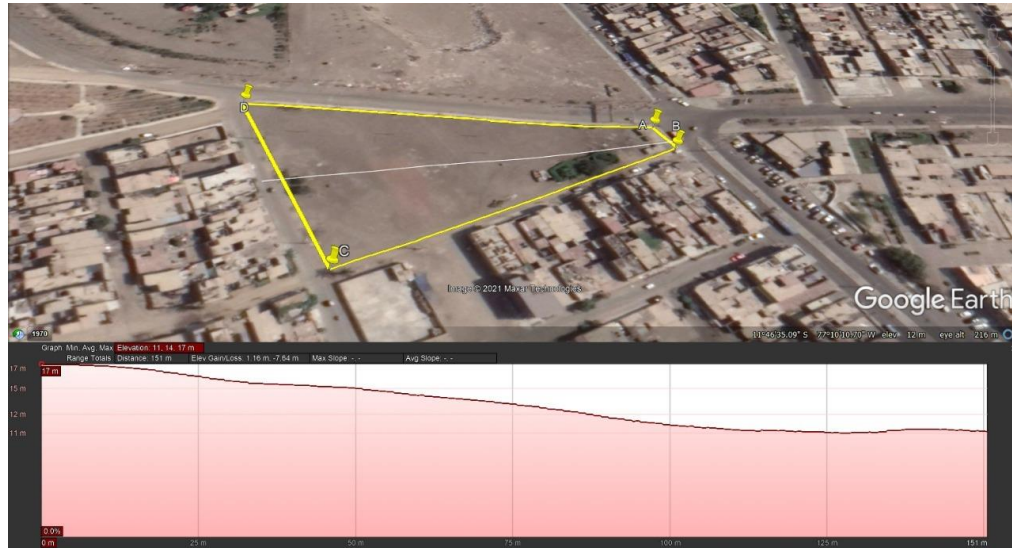 D
A
B
C
Image © 2021 Maxar Technologies
Google Earth
1970
11°46'35.09" S 77°10'10.70" W elev 12 m eye alt 216 m
Graph: Min, Avg, Max Elevation: 11, 14, 17 m
Range Totals: Distance: 151 m Elev Gain/Loss: 1.16 m, -7.64 m Max Slope: -, - Avg Slope: -, -
17 m
17 m
15 m
12 m
11 m
0.0%
0 m 25 m 50 m 75 m 100 m 125 m 151 m